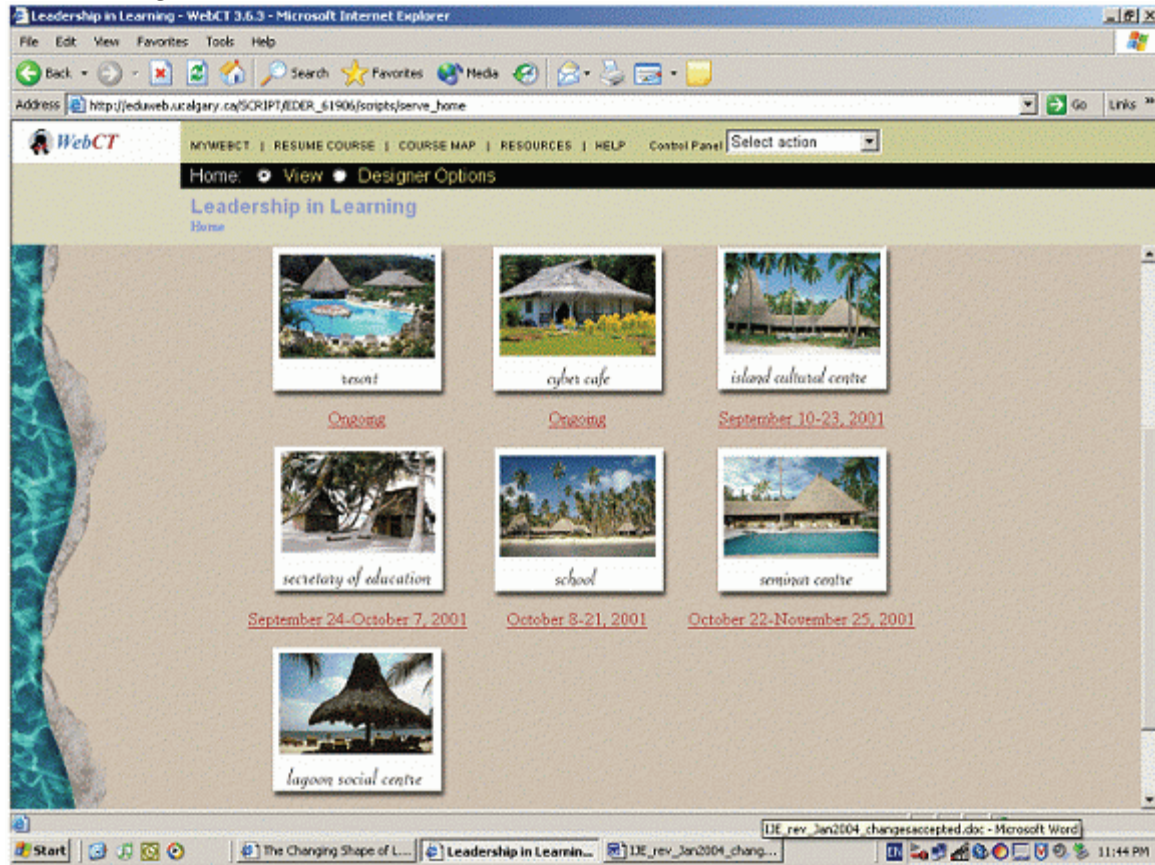 Leadership in Learning - WebCT 3.6.3 - Microsoft Internet Explorer
File Edit View Favorites Tools Help
Back Search Favorites Media
Address http://eduweb.ucalgary.ca/SCRIPT/EDER_61906/scripts/serve_home Go Links »
WebCT MYWEBCT | RESUME COURSE | COURSE MAP | RESOURCES | HELP Control Panel Select action
Home: View Designer Options
Leadership in Learning
Home
resort cyber cafe island cultural centre
Ongoing Ongoing September 10-23, 2001
secretary of education school seminar centre
September 24-October 7, 2001 October 8-21, 2001 October 22-November 25, 2001
lagoon social centre
IJE_rev_Jan2004_changesaccepted.doc - Microsoft Word
Start The Changing Shape of L... Leadership in Learnin... IJE_rev_Jan2004_chang... EN 11:44 PM